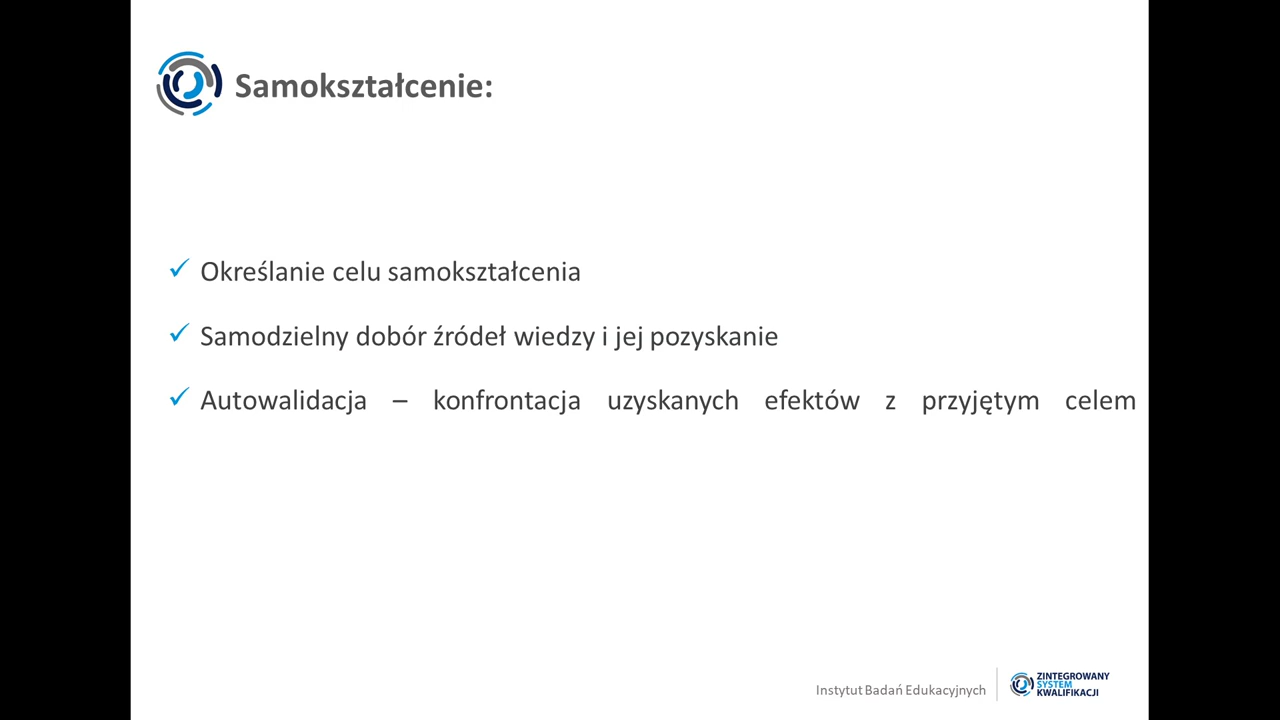 Samokształcenie:
✓ Określanie celu samokształcenia
✓ Samodzielny dobór źródeł wiedzy i jej pozyskanie
✓ Autowalidacja – konfrontacja uzyskanych efektów z przyjętym celem
Instytut Badań Edukacyjnych
ZINTEGROWANY
SYSTEM
KWALIFIKACJI